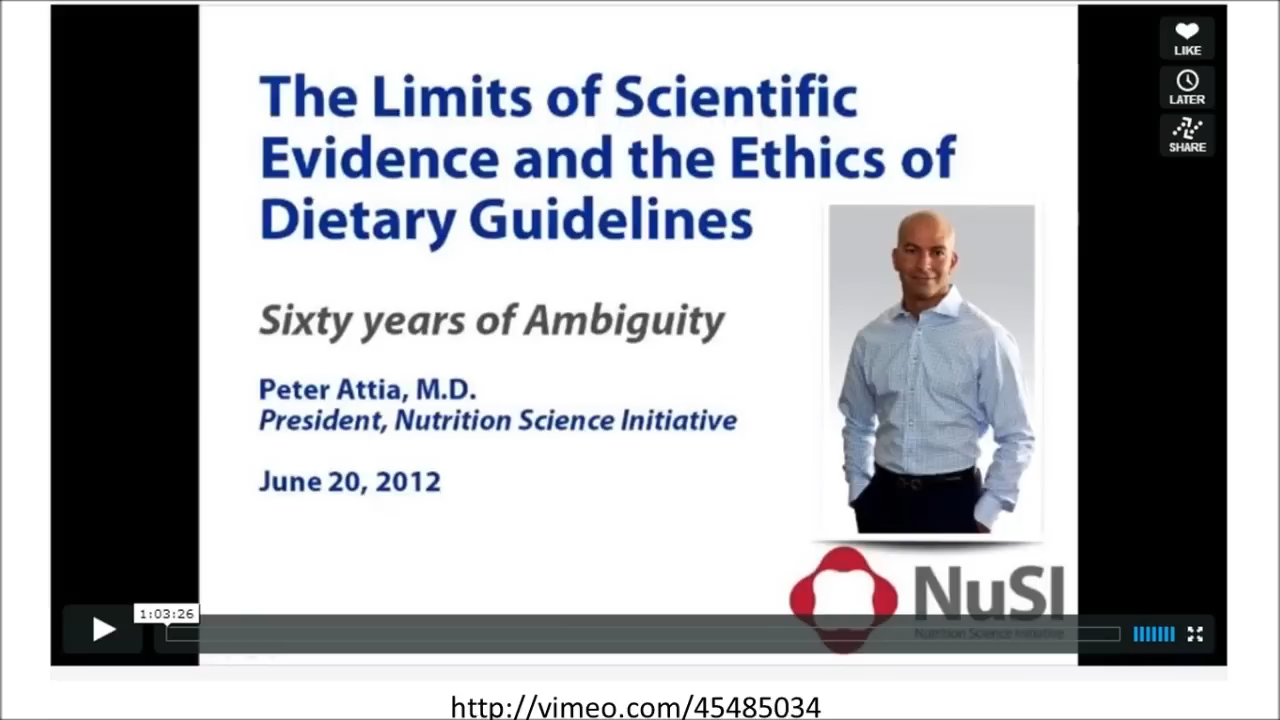 The Limits of Scientific
Evidence and the Ethics of
Dietary Guidelines
Sixty years of Ambiguity
Peter Attia, M.D.
President, Nutrition Science Initiative
June 20, 2012
LIKE
LATER
SHARE
NuSI
Nutrition Science Initiative
1:03:26
http://vimeo.com/45485034